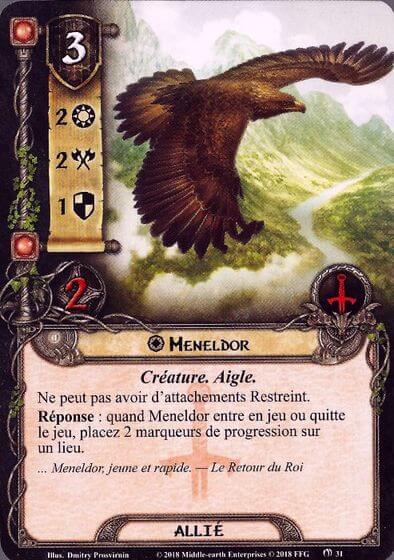 3
2
2
1
2
Meneldor
Créature. Aigle.
Ne peut pas avoir d'attachements Restreint.
Réponse : quand Meneldor entre en jeu ou quitte
le jeu, placez 2 marqueurs de progression sur
un lieu.
... Meneldor, jeune et rapide. — Le Retour du Roi
ALLIÉ
Illus. Dmitry Prosvirnin © 2018 Middle-earth Enterprises © 2018 FFG 31